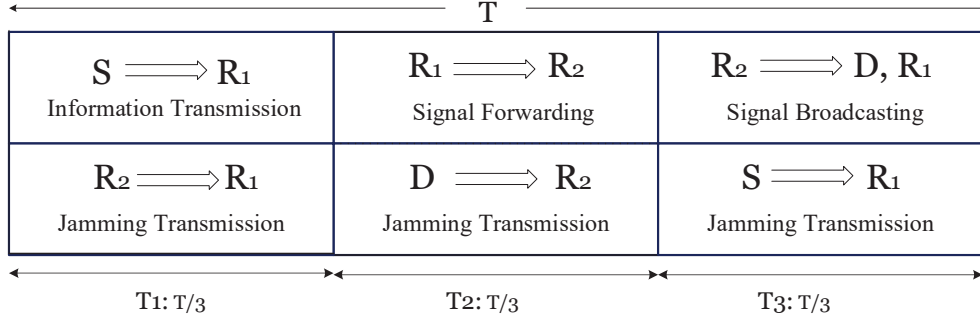 T
S ⟹ R₁
Information Transmission
R₁ ⟹ R₂
Signal Forwarding
R₂ ⟹ D, R₁
Signal Broadcasting
R₂ ⟹ R₁
Jamming Transmission
D ⟹ R₂
Jamming Transmission
S ⟹ R₁
Jamming Transmission
T1: T/3
T2: T/3
T3: T/3